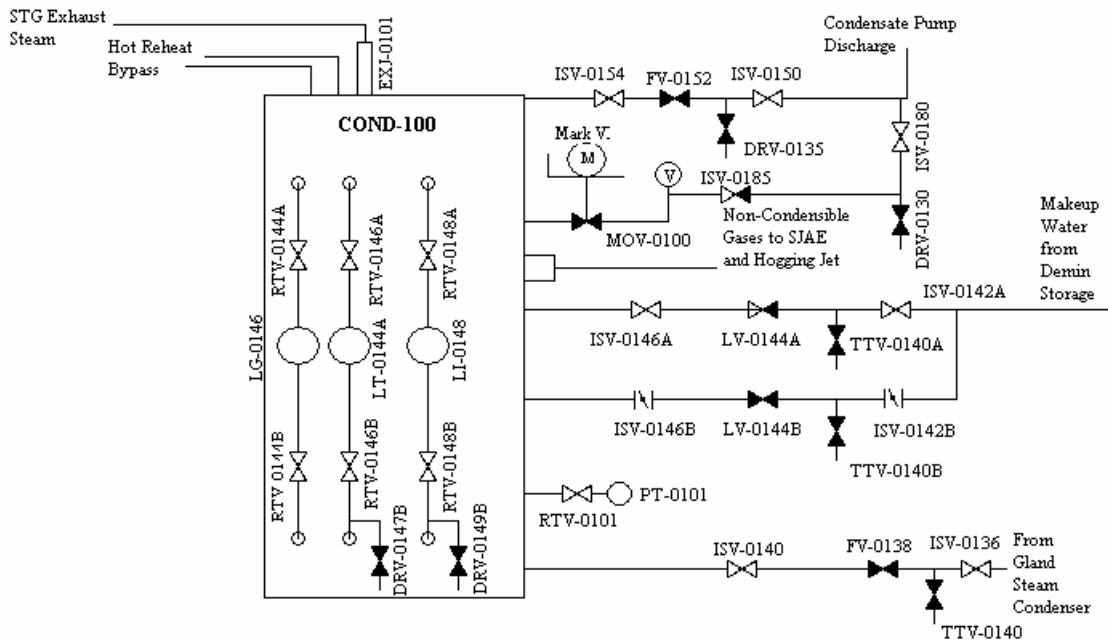 STG Exhaust
Steam
Hot Reheat
Bypass
EXJ-0101
COND-100
Condensate Pump
Discharge
ISV-0154
FV-0152
ISV-0150
ISV-0180
DRV-0135
Mark V.
M
V
ISV-0185
MOV-0100
DRV-0130
Non-Condensible
Gases to SJAE
and Hogging Jet
Makeup
Water
from
Demin
Storage
RTV-0144A
RTV-0146A
RTV-0148A
LG-0146
LT-0144A
LI-0148
RTV 0144B
RTV-0146B
RTV-0148B
DRV-0147B
DRV-0149B
ISV-0142A
ISV-0146A
LV-0144A
TTV-0140A
ISV-0146B
LV-0144B
ISV-0142B
TTV-0140B
RTV-0101
PT-0101
ISV-0140
FV-0138
ISV-0136
From
Gland
Steam
Condenser
TTV-0140